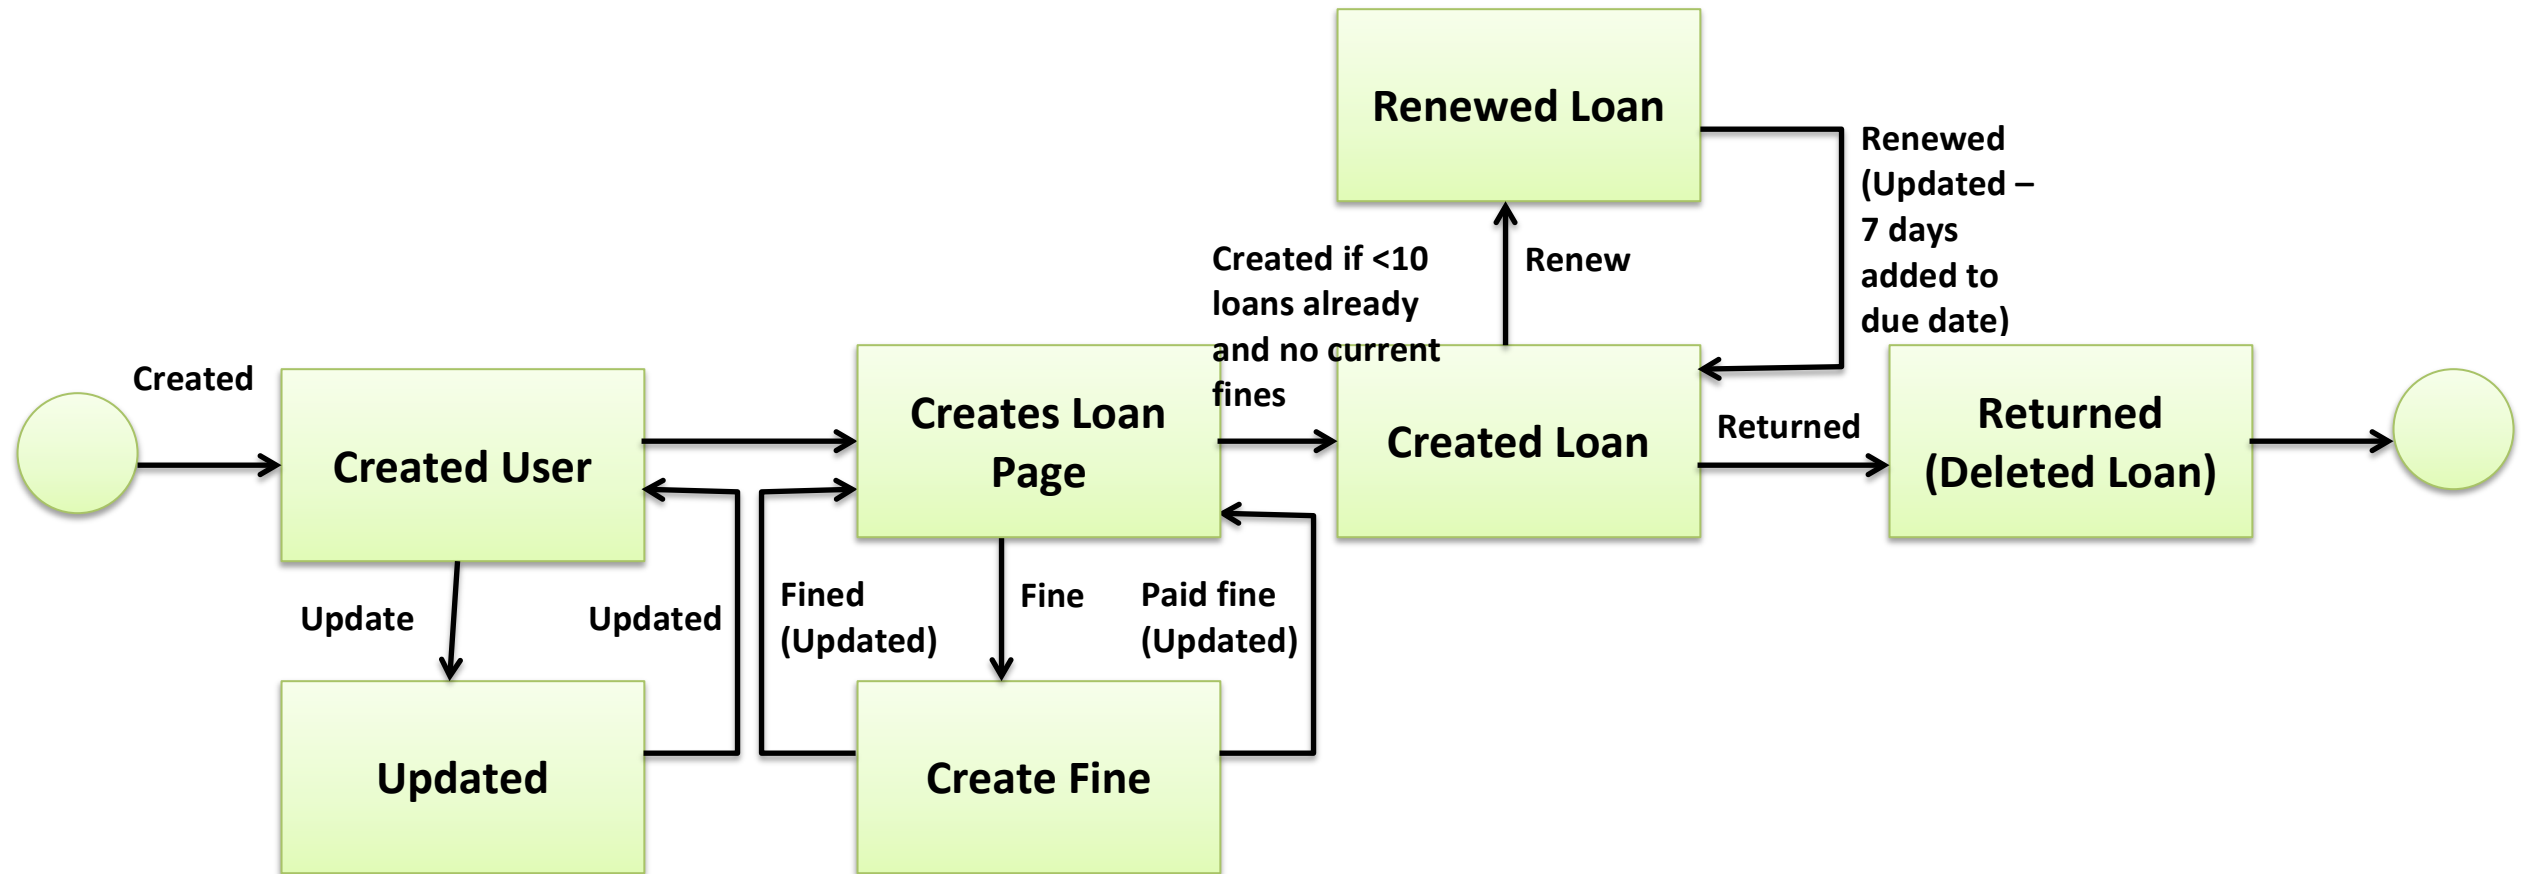 Created
Created User
Update
Updated
Updated
Creates Loan
Page
Fined
(Updated)
Fine
Paid fine
(Updated)
Create Fine
Created if <10
loans already
and no current
fines
Created Loan
Renew
Renewed Loan
Renewed
(Updated –
7 days
added to
due date)
Returned
Returned
(Deleted Loan)